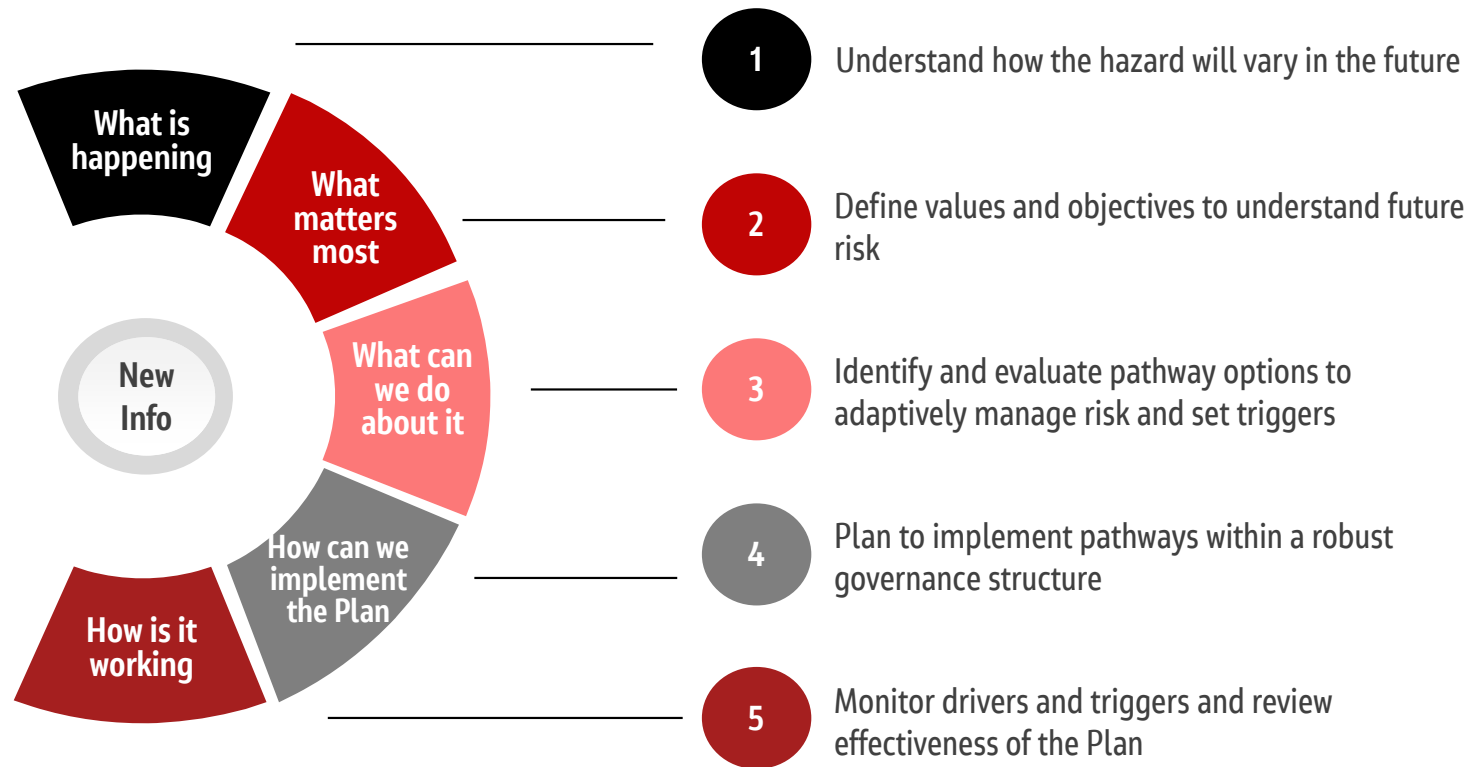 What is
happening
What
matters
most
What can
we do
about it
How can we
implement
the Plan
How is it
working
New
Info
1
Understand how the hazard will vary in the future
2
Define values and objectives to understand future
risk
3
Identify and evaluate pathway options to
adaptively manage risk and set triggers
4
Plan to implement pathways within a robust
governance structure
5
Monitor drivers and triggers and review
effectiveness of the Plan